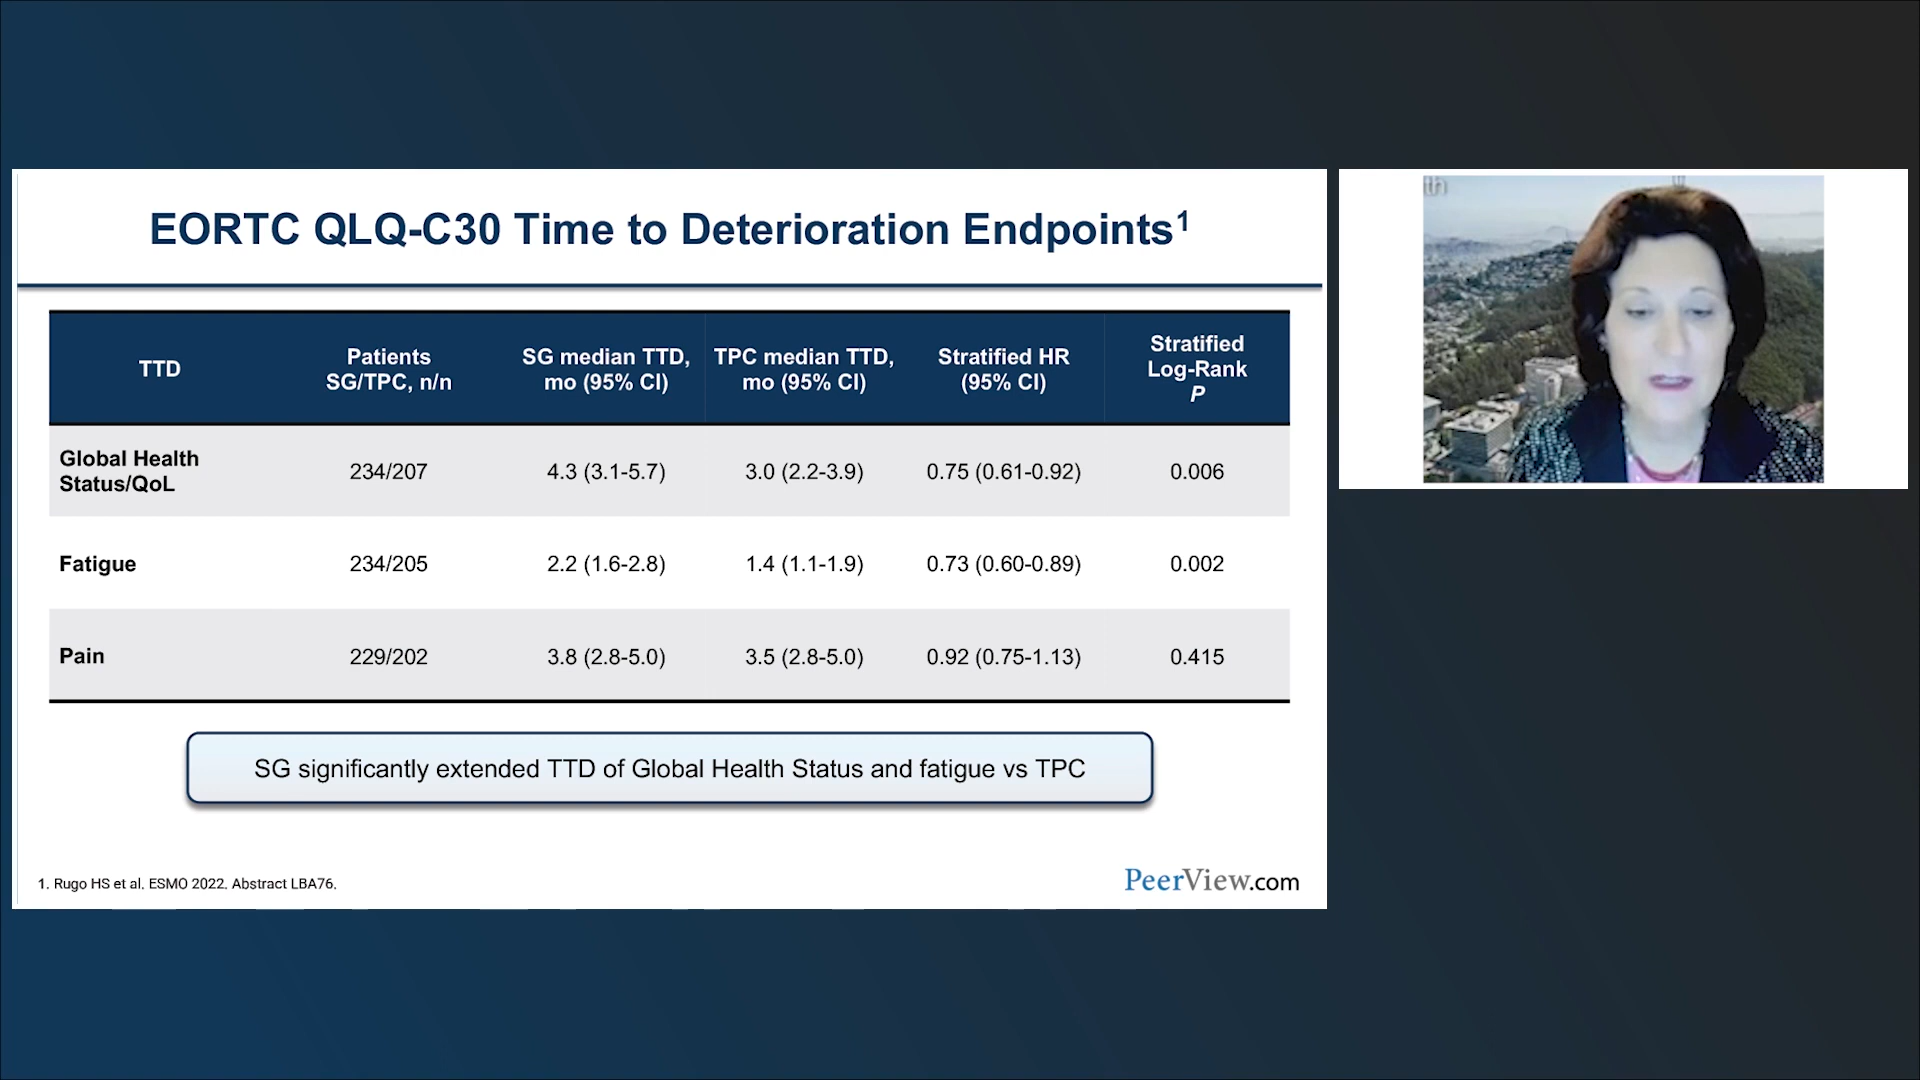 EORTC QLQ-C30 Time to Deterioration Endpoints¹
TTD
Patients
SG/TPC, n/n
SG median TTD,
mo (95% CI)
TPC median TTD,
mo (95% CI)
Stratified HR
(95% CI)
Stratified
Log-Rank
P
Global Health
Status/QoL
234/207
4.3 (3.1-5.7)
3.0 (2.2-3.9)
0.75 (0.61-0.92)
0.006
Fatigue
234/205
2.2 (1.6-2.8)
1.4 (1.1-1.9)
0.73 (0.60-0.89)
0.002
Pain
229/202
3.8 (2.8-5.0)
3.5 (2.8-5.0)
0.92 (0.75-1.13)
0.415
SG significantly extended TTD of Global Health Status and fatigue vs TPC
1. Rugo HS et al. ESMO 2022. Abstract LBA76.
PeerView.com
th